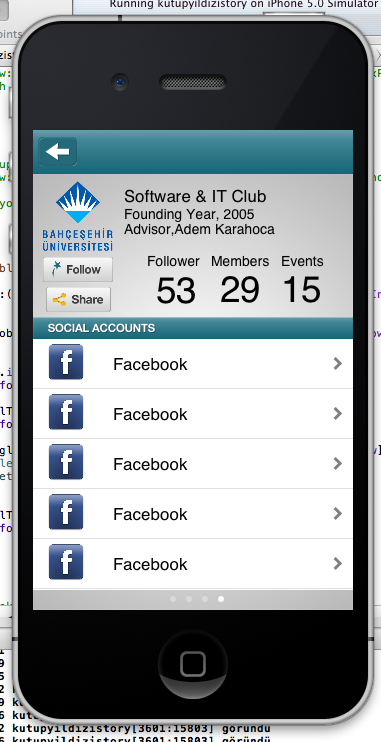 Running kutupyildizistory on iPhone 5.0 Simulator
BAHÇEŞEHİR
ÜNİVERSİTESİ
Software & IT Club
Founding Year, 2005
Advisor,Adem Karahoca
Follow
Share
Follower Members Events
53 29 15
SOCIAL ACCOUNTS
Facebook
Facebook
Facebook
Facebook
Facebook
kutupyildizistory[3601:15803] göründü
kutupyildizistory[3601:15803] göründü